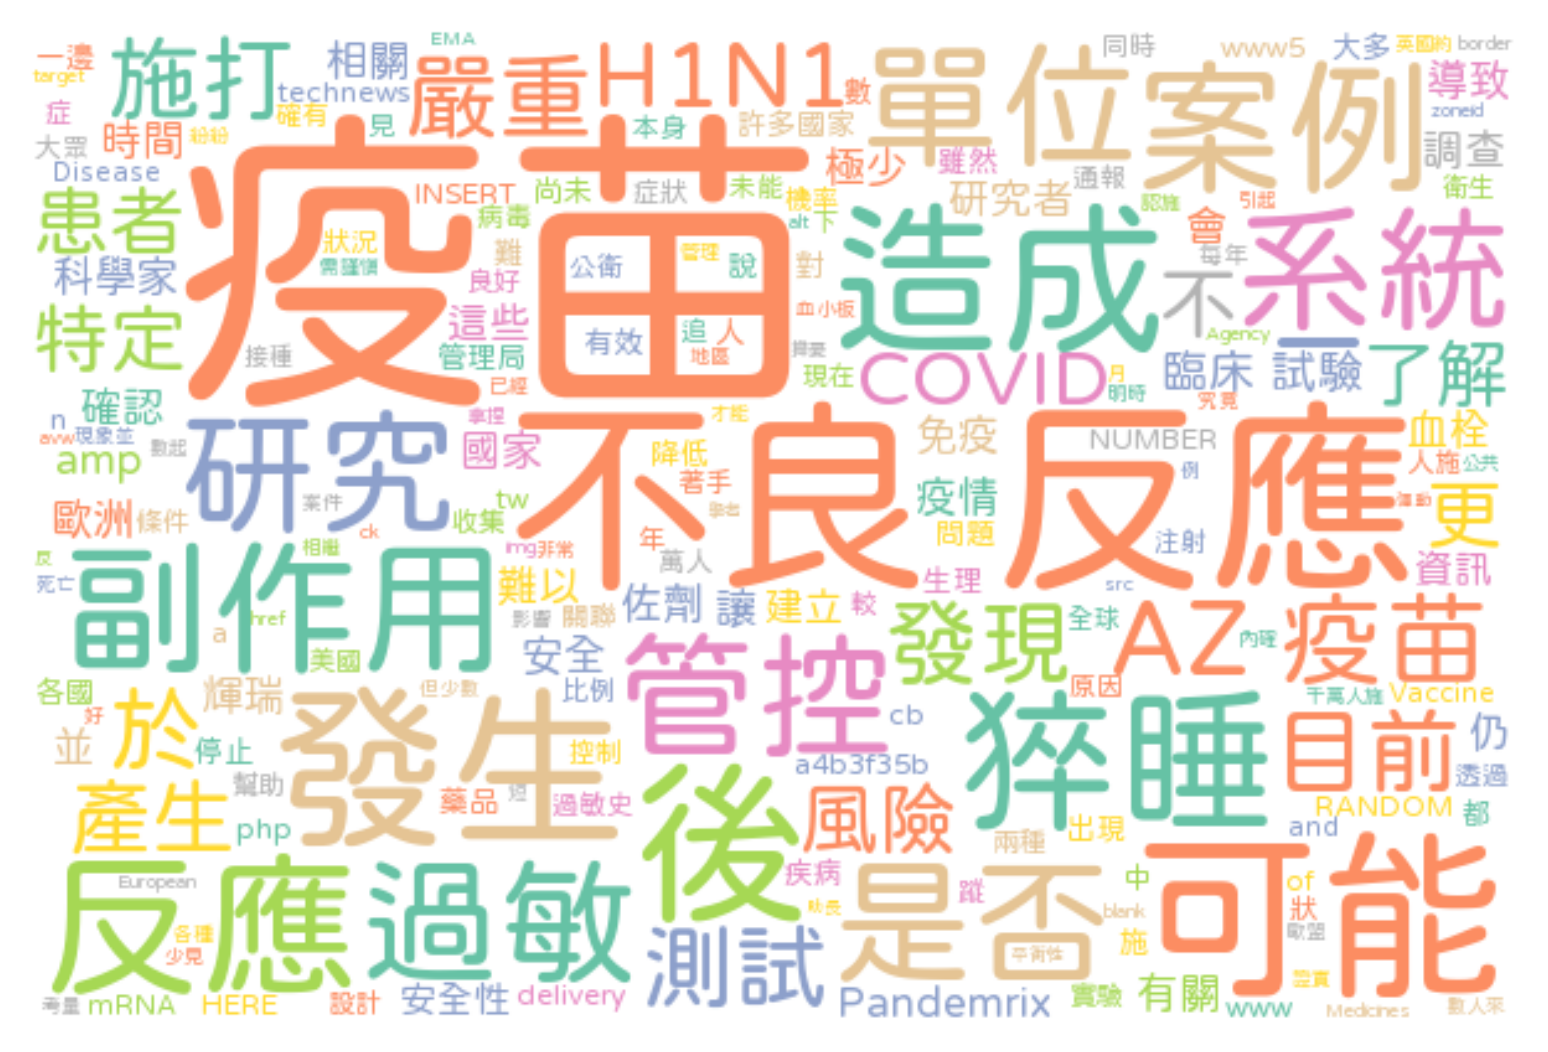 一邊
target
症
施打
相關
technews
確有
EMA
嚴重
H1N1
數
單位
同時
www5
大多
英國約
border
案例
導致
zoneid
大眾
時間
紛紛
Disease
見
本身
許多國家
極少
雖然
通報
調查
衛生
患者
疫苗
INSERT
尚未
症狀
未能
機率
alt
下
研究者
認施
引起
病毒
狀況
需謹慎
難
良好
公衛
管理
說
對
造成
會
每年
不
系統
科學家
特定
這些
管理局
接種
已經
有效
追
人
地區
血小板
現在
COVID
月
明時
Agency
臨床
試驗
究竟
了解
n
確認
avw
現象並
amp
數起
研究
拿捏
國家
不良
反應
才能
降低
著手
免疫
NUMBER
例
血栓
人施
公共
歐洲
條件
案件
ck
tw
收集
疫情
問題
更
反
死亡
副作用
相繼
href
a
美國
img
非常
難以
影響
關聯
年
萬人
佐劑
讓
建立
較
生理
注射
src
資訊
發現
全球
AZ
內確
疫苗
各國
好
於
輝瑞
並
停止
發生
但少數
安全
比例
控制
管控
cb
a4b3f35b
原因
千萬人施
Vaccine
猝睡
目前
仍
透過
產生
幫助
php
藥品
短
過敏史
後
風險
兩種
出現
RANDOM
and
都
反應
European
各種
少見
過敏
測試
疾病
是否
蹤
平衡性
中
blank
施
可能
of
狀
歐盟
考量
mRNA
HERE
設計
安全性
delivery
Pandemrix
實驗
有關
www
證實
Medicines
數人來